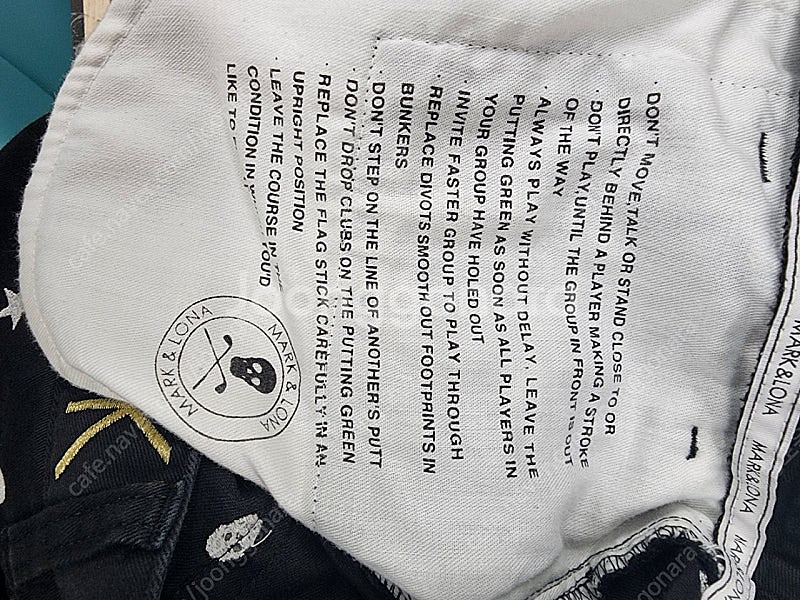 · DON'T MOVE, TALK OR STAND CLOSE TO OR
DIRECTLY BEHIND A PLAYER MAKING A STROKE
· DON'T PLAY, UNTIL THE GROUP IN FRONT IS OUT
OF THE WAY
· ALWAYS PLAY WITHOUT DELAY, LEAVE THE
PUTTING GREEN AS SOON AS ALL PLAYERS IN
YOUR GROUP HAVE HOLED OUT
· INVITE FASTER GROUP TO PLAY THROUGH
· REPLACE DIVOTS SMOOTH OUT FOOTPRINTS IN
BUNKERS
· DON'T STEP ON THE LINE OF ANOTHER'S PUTT
· DON'T DROP CLUBS ON THE PUTTING GREEN
· REPLACE THE FLAG STICK CAREFULLY IN AN
UPRIGHT POSITION
· LEAVE THE COURSE IN THE
CONDITION IN YOU'D
LIKE TO
MARK & LONA
MARK & LONA
MARK&LONA
MARK&LONA